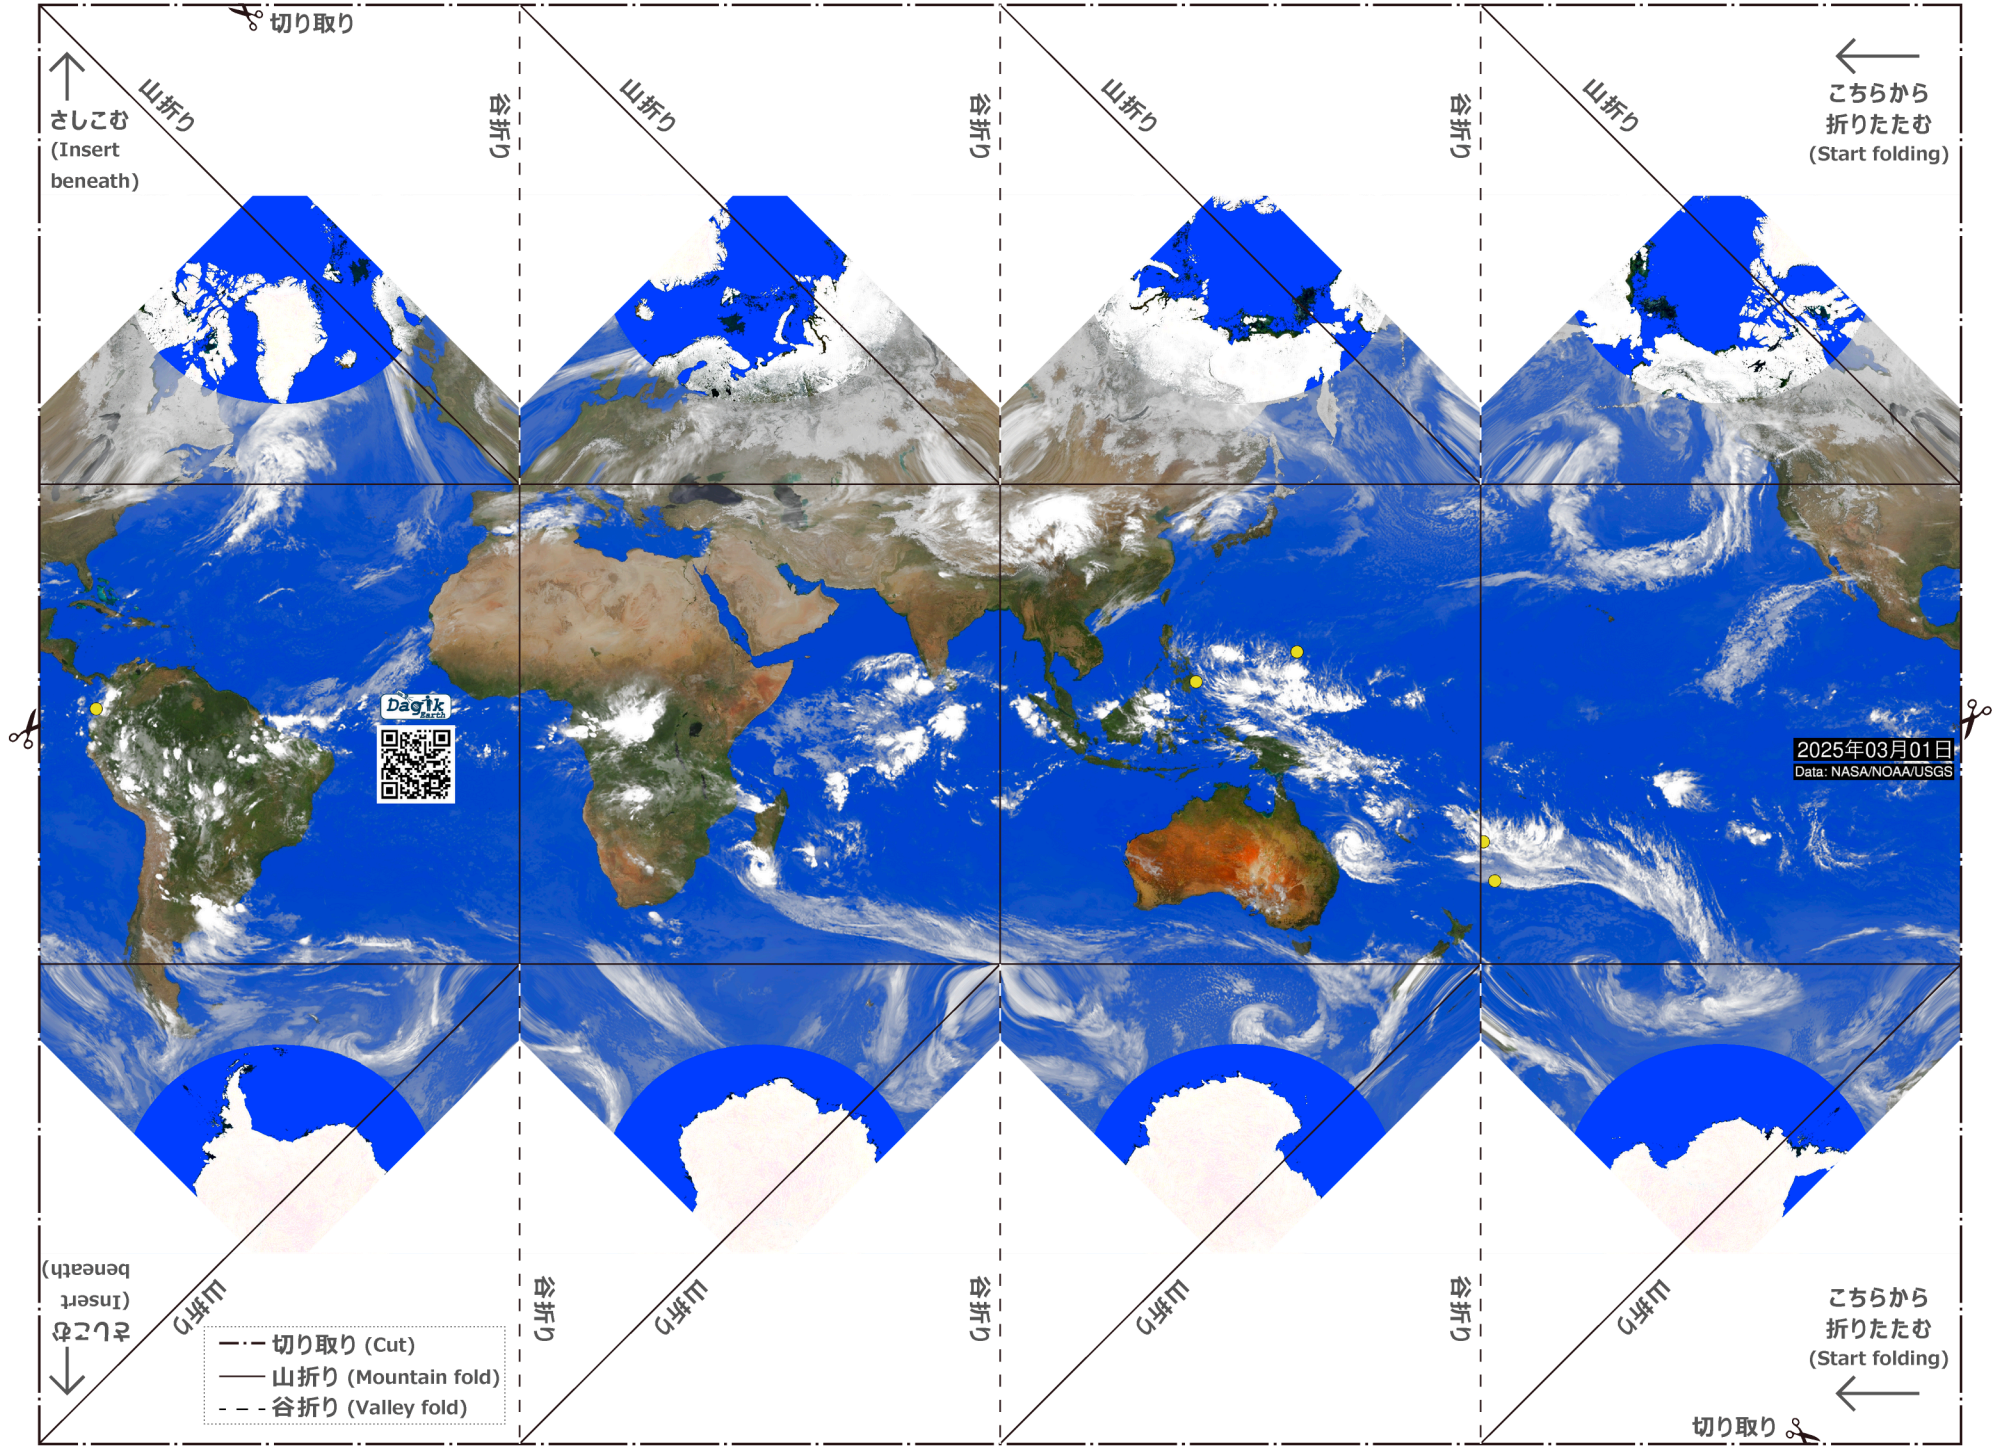 切り取り
さしこむ
(Insert
beneath)
山折り
谷折り
山折り
谷折り
山折り
谷折り
山折り
こちらから
折りたたむ
(Start folding)
Dagik
Earth
2025年03月01日
Data: NASA/NOAA/USGS
さしこむ
(Insert
beneath)
山折り
谷折り
山折り
谷折り
山折り
谷折り
山折り
こちらから
折りたたむ
(Start folding)
切り取り (Cut)
山折り (Mountain fold)
谷折り (Valley fold)
切り取り